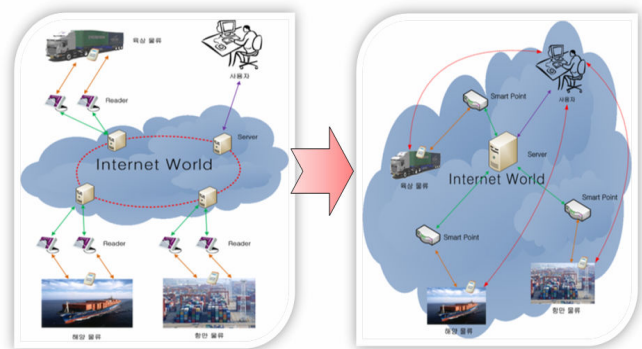 육상 물류
사용자
Reader
Server
Internet World
Reader
Reader
해양 물류
항만 물류
Smart Point
사용자
Server
육상 물류
Internet World
Smart Point
Smart Point
해양 물류
항만 물류